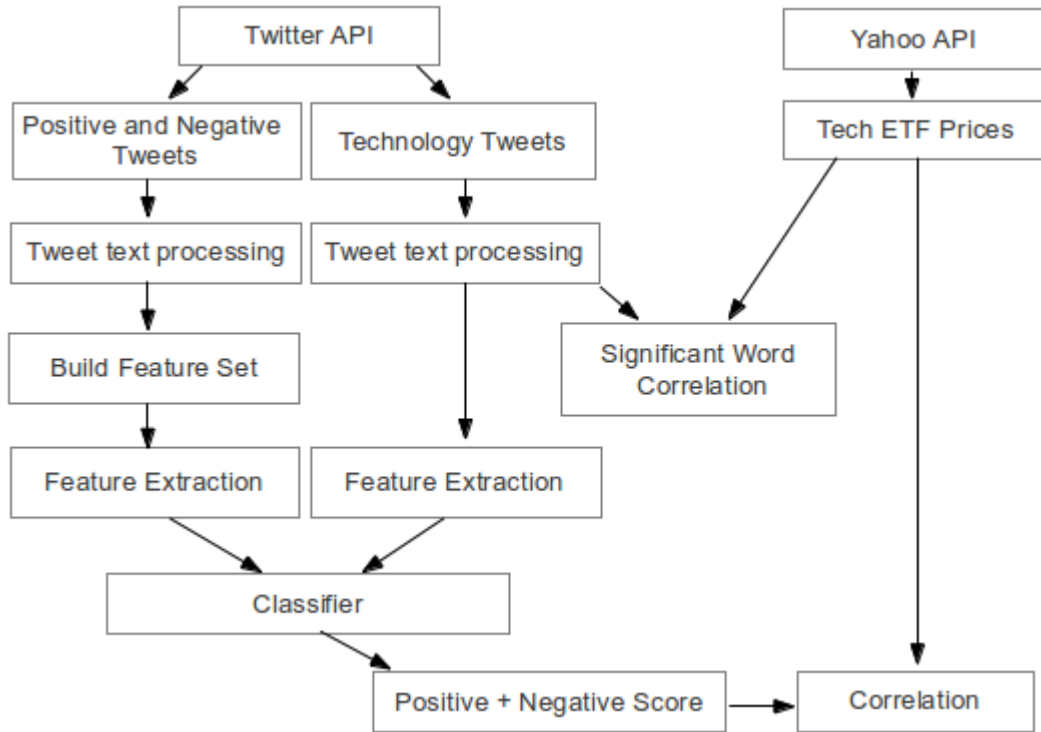 Twitter API
Yahoo API
Positive and Negative
Tweets
Technology Tweets
Tech ETF Prices
Tweet text processing
Tweet text processing
Significant Word
Correlation
Build Feature Set
Feature Extraction
Feature Extraction
Classifier
Positive + Negative Score
Correlation